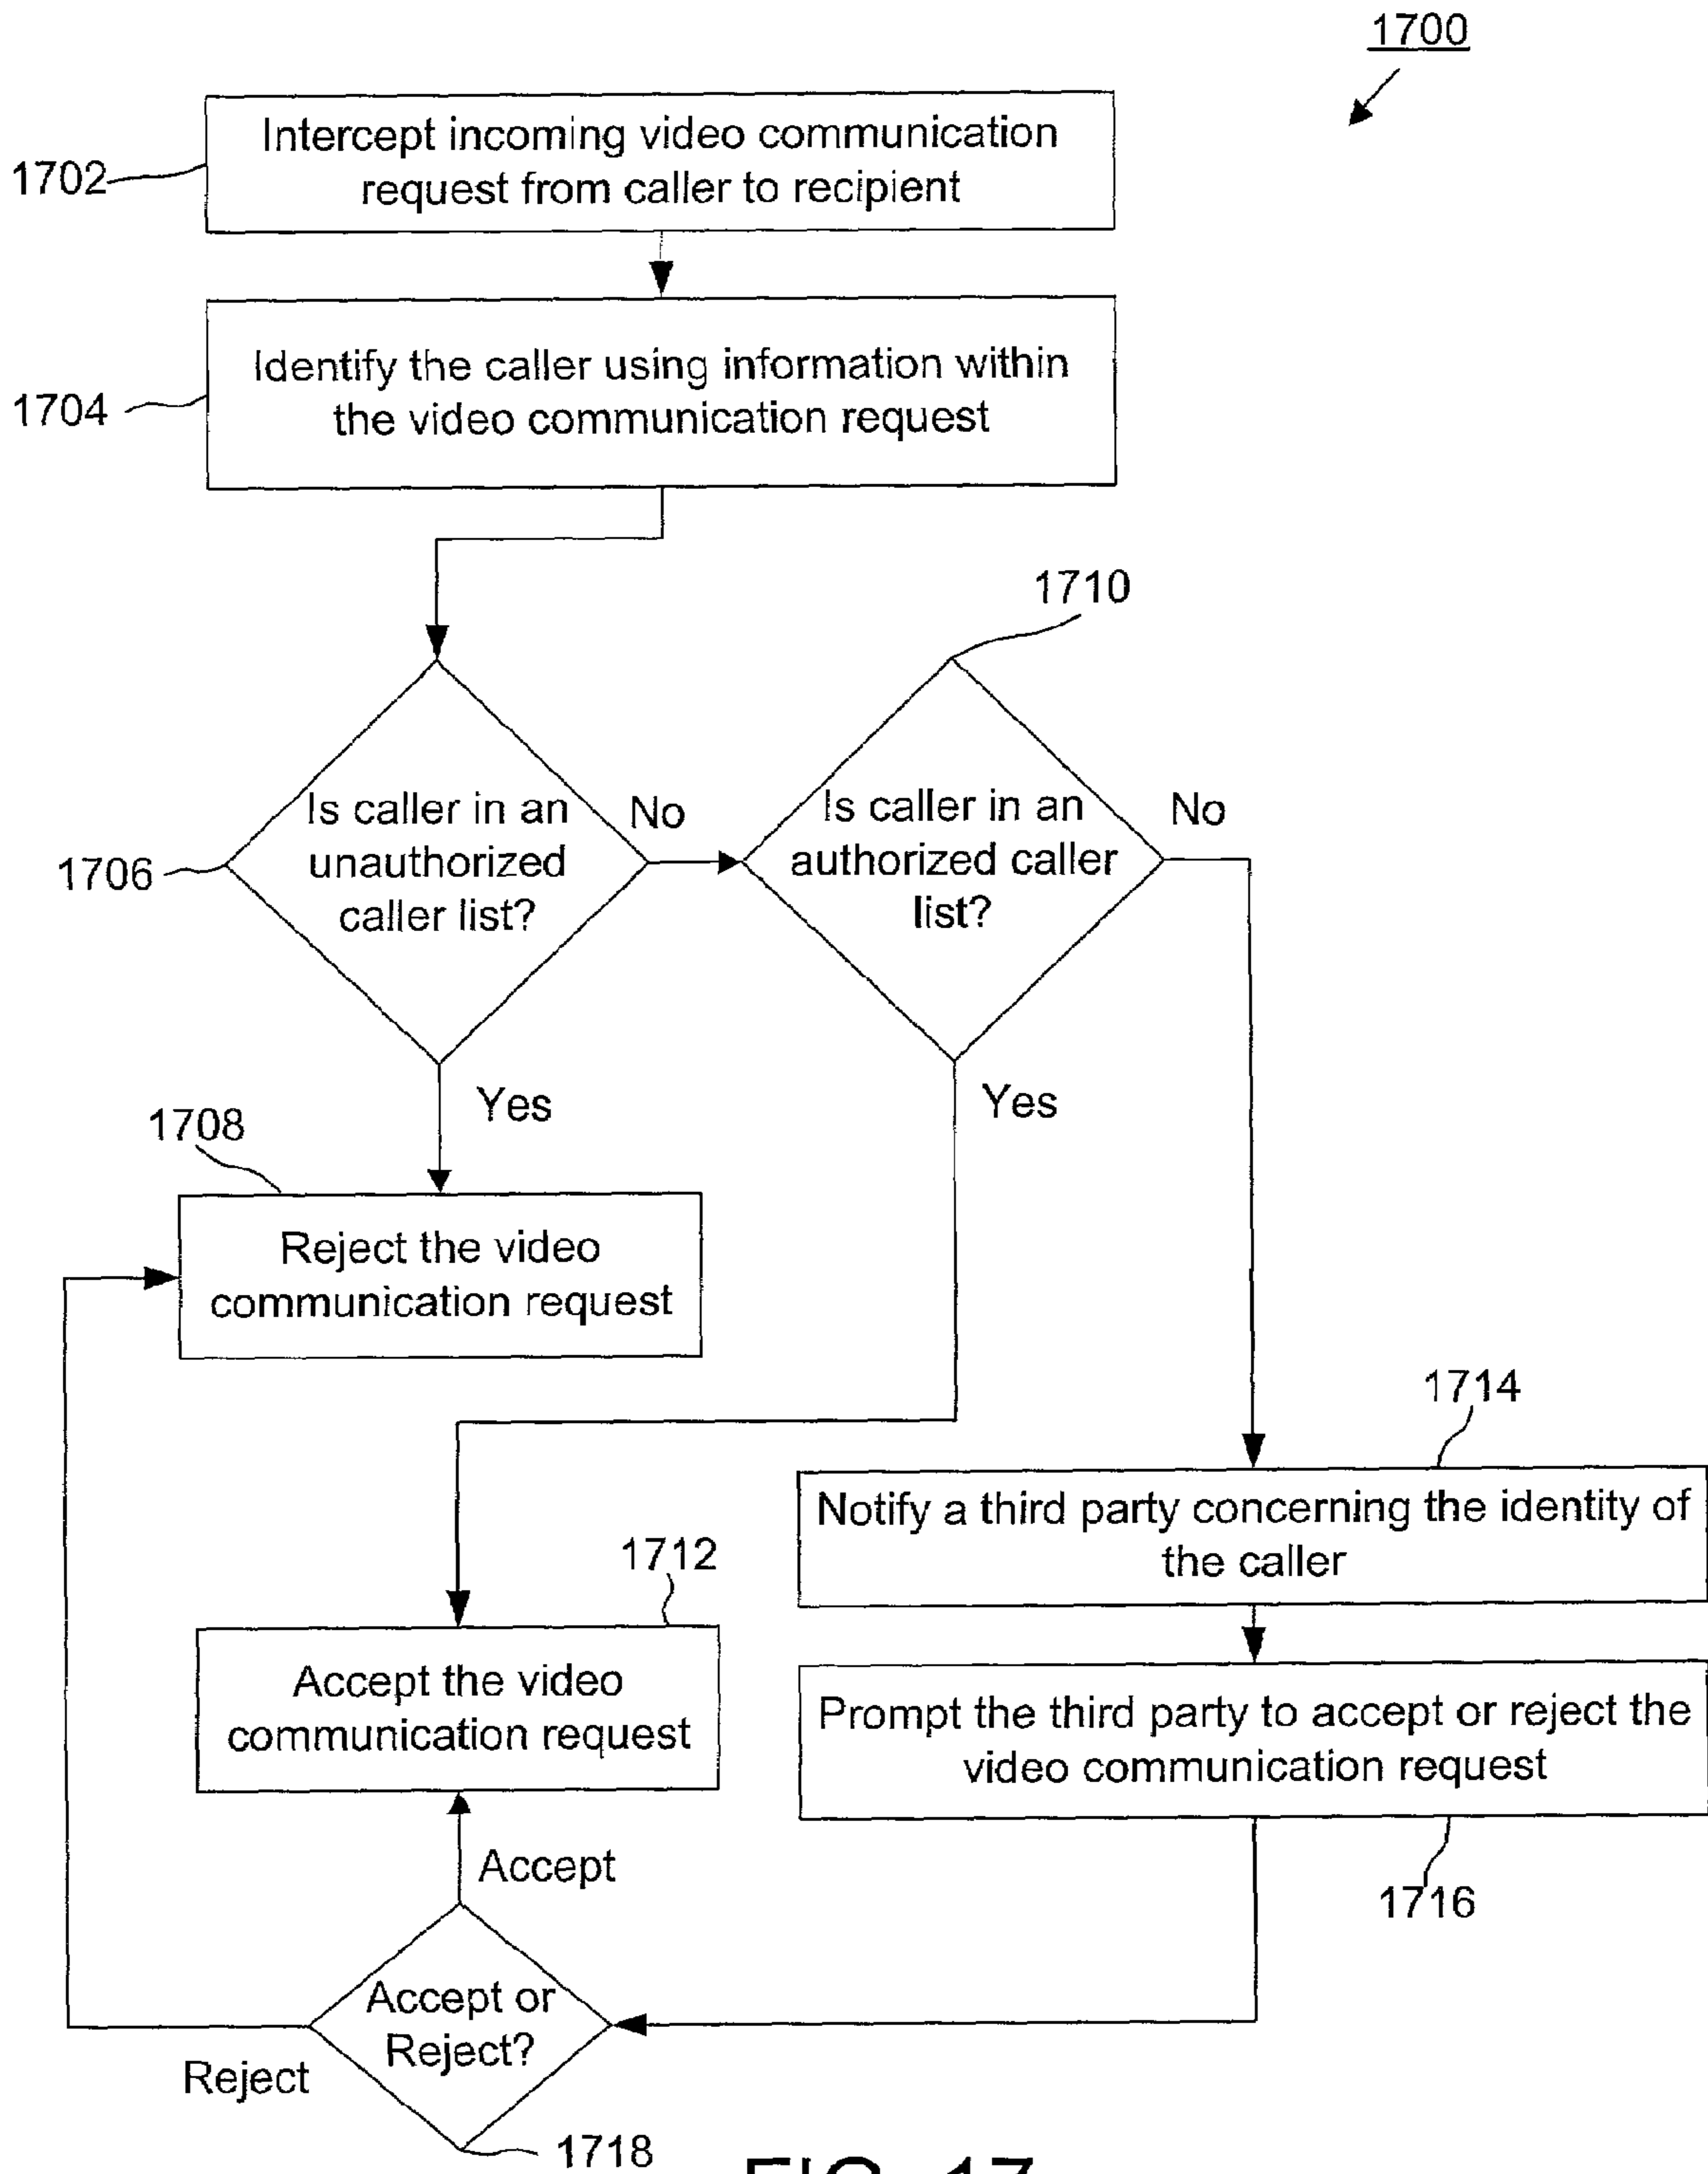 1700
Intercept incoming video communication
request from caller to recipient
1702
Identify the caller using information within
the video communication request
1704
1710
Is caller in an
unauthorized
caller list?
No
Is caller in an
authorized caller
list?
No
1706
Yes
Yes
1708
Reject the video
communication request
1714
Notify a third party concerning the identity of
the caller
1712
Accept the video
communication request
Prompt the third party to accept or reject the
video communication request
Accept
1716
Accept or
Reject?
Reject
1718
FIG. 17